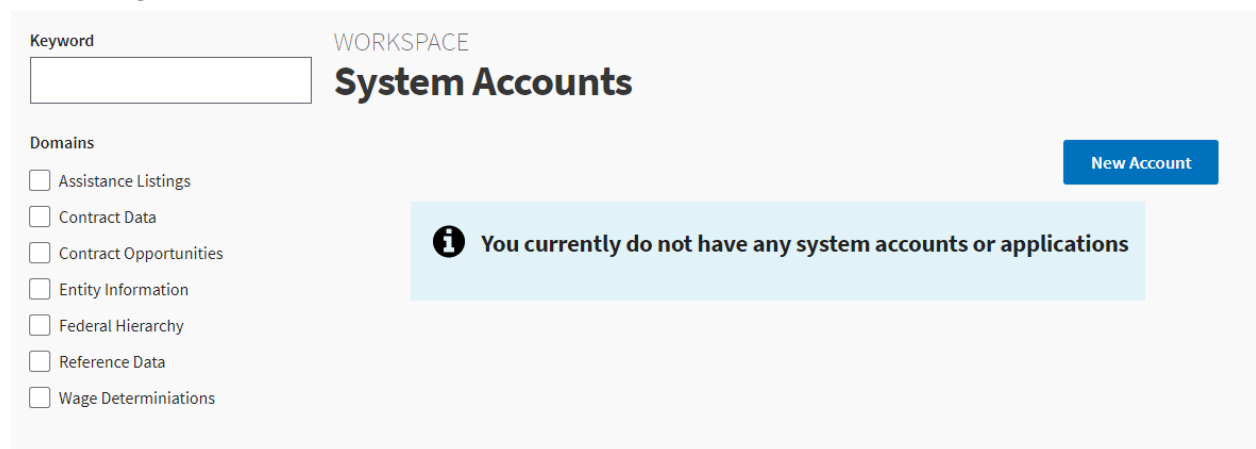 Keyword
WORKSPACE
System Accounts
Domains
Assistance Listings
Contract Data
Contract Opportunities
Entity Information
Federal Hierarchy
Reference Data
Wage Determiniations
New Account
You currently do not have any system accounts or applications